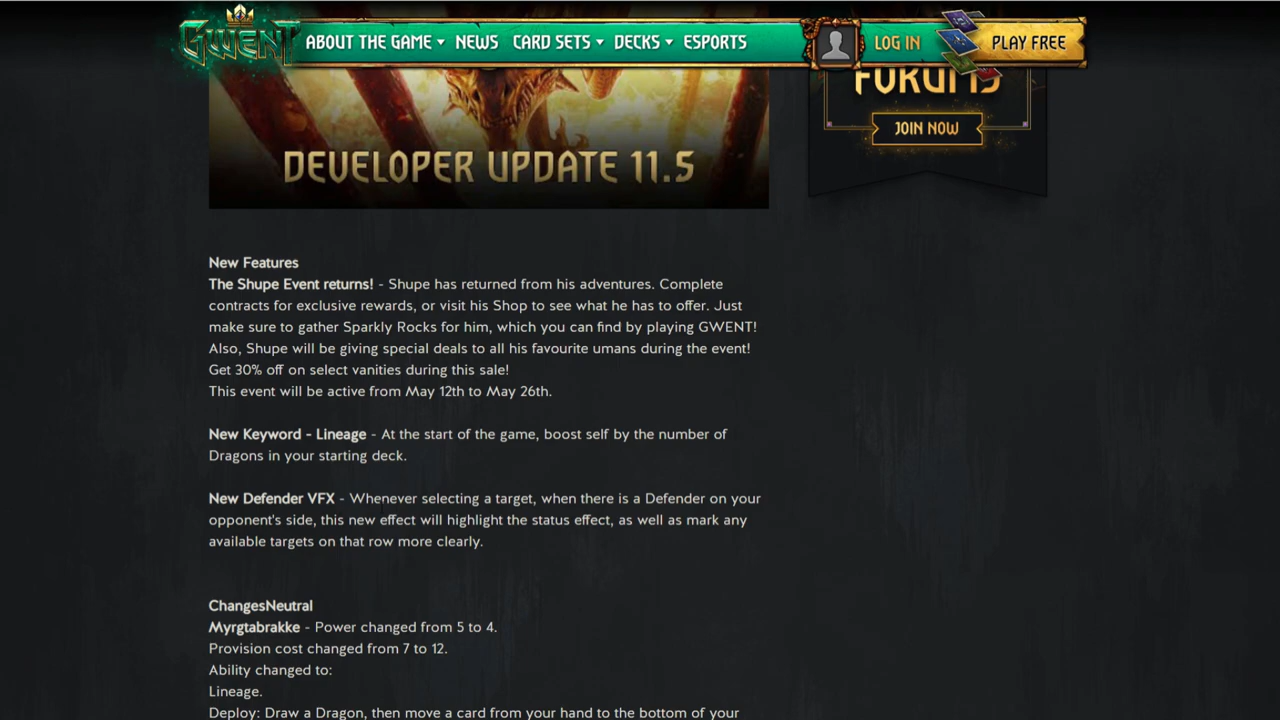 GWENT
ABOUT THE GAME NEWS CARD SETS DECKS ESPORTS LOG IN PLAY FREE
FORUMS
JOIN NOW
DEVELOPER UPDATE 11.5
New Features
The Shupe Event returns! - Shupe has returned from his adventures. Complete
contracts for exclusive rewards, or visit his Shop to see what he has to offer. Just
make sure to gather Sparkly Rocks for him, which you can find by playing GWENT!
Also, Shupe will be giving special deals to all his favourite umans during the event!
Get 30% off on select vanities during this sale!
This event will be active from May 12th to May 26th.
New Keyword - Lineage - At the start of the game, boost self by the number of
Dragons in your starting deck.
New Defender VFX - Whenever selecting a target, when there is a Defender on your
opponent's side, this new effect will highlight the status effect, as well as mark any
available targets on that row more clearly.
ChangesNeutral
Myrgtabrakke - Power changed from 5 to 4.
Provision cost changed from 7 to 12.
Ability changed to:
Lineage.
Deploy: Draw a Dragon, then move a card from your hand to the bottom of your